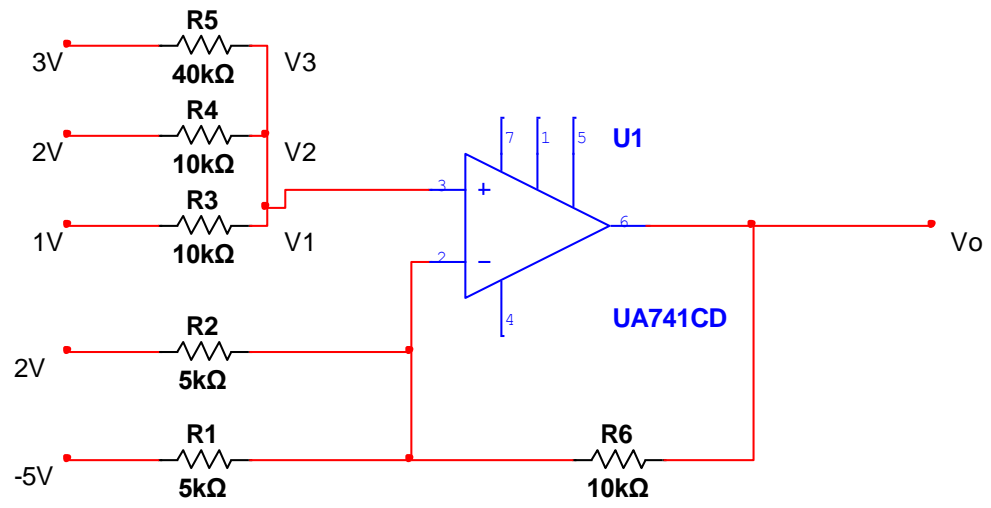 R5
3V
V3
40kΩ
R4
2V
V2
10kΩ
R3
1V
V1
10kΩ
7
1
5
U1
3
+
2
−
6
4
Vo
UA741CD
R2
2V
5kΩ
R1
-5V
5kΩ
R6
10kΩ